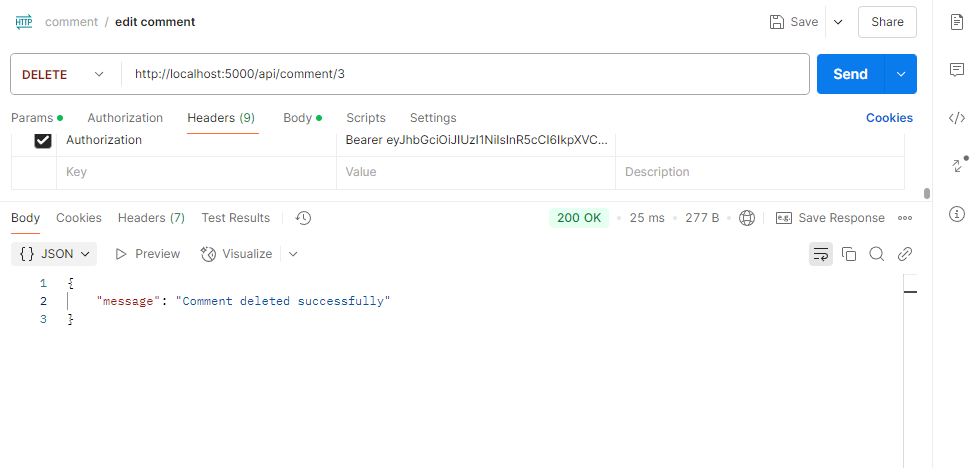 HTTP comment / edit comment Save Share
DELETE http://localhost:5000/api/comment/3 Send
Params Authorization Headers (9) Body Scripts Settings Cookies
Authorization Bearer eyJhbGciOiJIUzI1NiIsInR5cCI6IkpXVC...
Key Value Description
Body Cookies Headers (7) Test Results 200 OK 25 ms 277 B e.g. Save Response
{} JSON Preview Visualize
1 {
2 "message": "Comment deleted successfully"
3 }